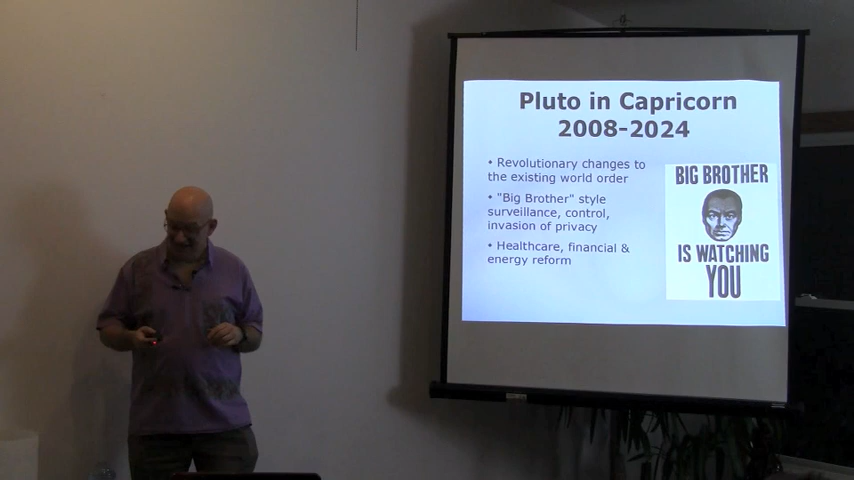 Pluto in Capricorn
2008-2024
• Revolutionary changes to
the existing world order
• "Big Brother" style
surveillance, control,
invasion of privacy
• Healthcare, financial &
energy reform
BIG BROTHER
IS WATCHING
YOU